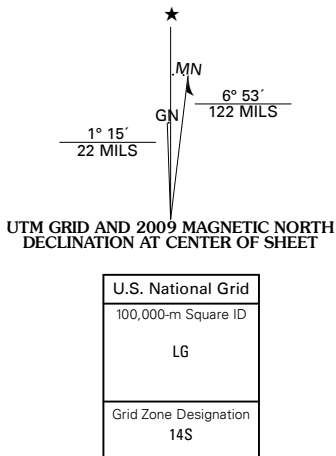 ★
MN
GN
6° 53´
122 MILS
1° 15´
22 MILS
UTM GRID AND 2009 MAGNETIC NORTH
DECLINATION AT CENTER OF SHEET
U.S. National Grid
100,000-m Square ID
LG
Grid Zone Designation
14S